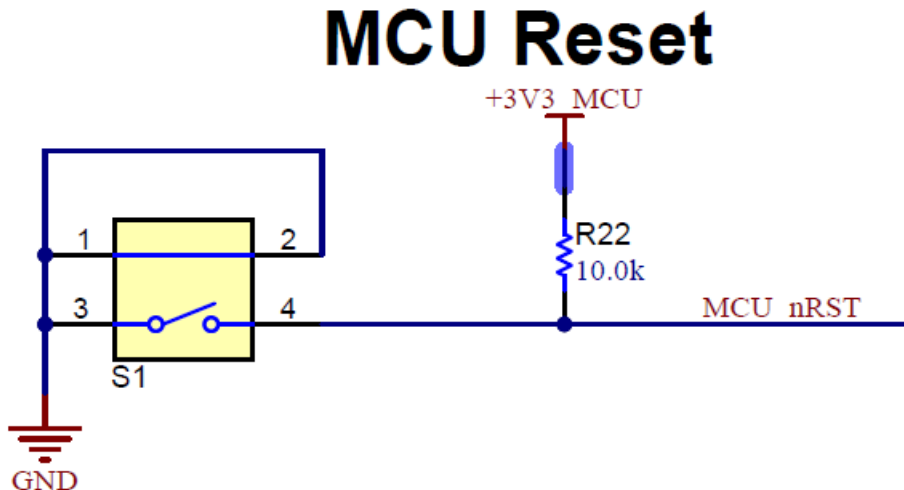 MCU Reset
+3V3_MCU
1
2
R22
10.0k
3
4
MCU_nRST
S1
GND